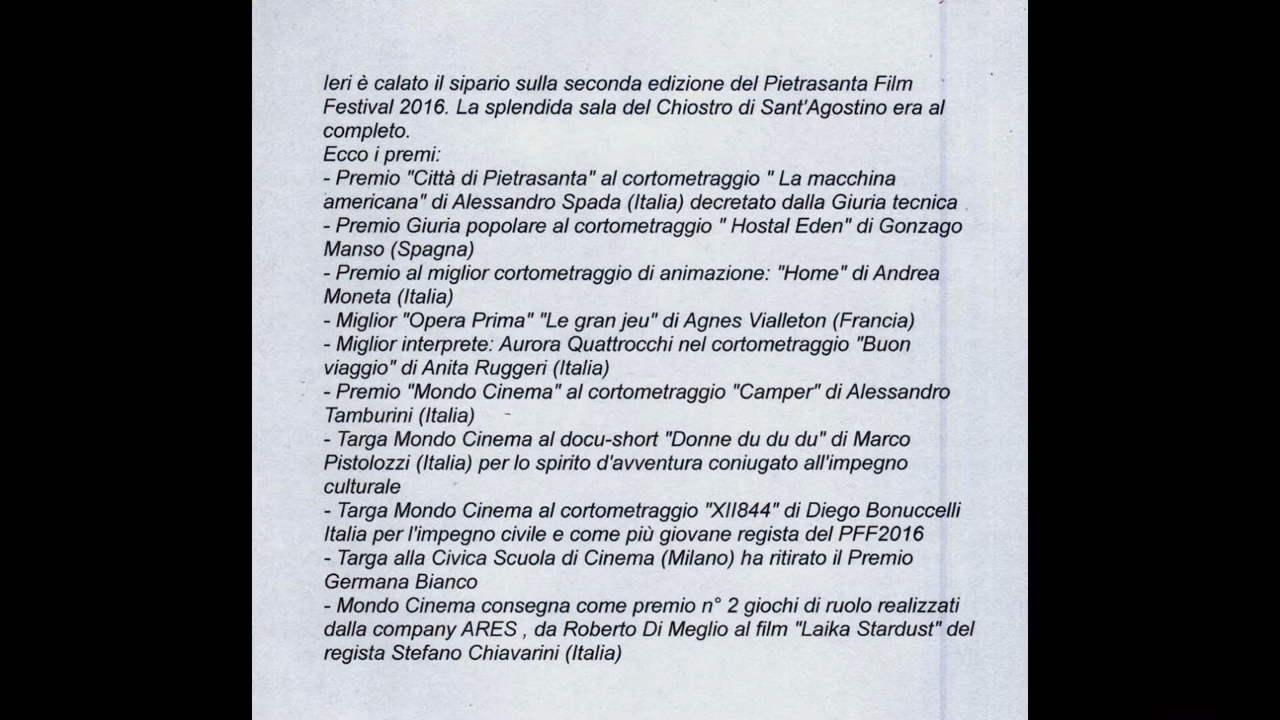 Ieri è calato il sipario sulla seconda edizione del Pietrasanta Film
Festival 2016. La splendida sala del Chiostro di Sant'Agostino era al
completo.
Ecco i premi:
- Premio "Città di Pietrasanta" al cortometraggio " La macchina
americana" di Alessandro Spada (Italia) decretato dalla Giuria tecnica .
- Premio Giuria popolare al cortometraggio " Hostal Eden" di Gonzago
Manso (Spagna)
- Premio al miglior cortometraggio di animazione: "Home" di Andrea
Moneta (Italia)
- Miglior "Opera Prima" "Le gran jeu" di Agnes Vialleton (Francia)
- Miglior interprete: Aurora Quattrocchi nel cortometraggio "Buon
viaggio" di Anita Ruggeri (Italia)
- Premio "Mondo Cinema" al cortometraggio "Camper" di Alessandro
Tamburini (Italia)
- Targa Mondo Cinema al docu-short "Donne du du du" di Marco
Pistolozzi (Italia) per lo spirito d'avventura coniugato all'impegno
culturale
- Targa Mondo Cinema al cortometraggio "XII844" di Diego Bonuccelli
Italia per l'impegno civile e come più giovane regista del PFF2016
- Targa alla Civica Scuola di Cinema (Milano) ha ritirato il Premio
Germana Bianco
- Mondo Cinema consegna come premio n° 2 giochi di ruolo realizzati
dalla company ARES , da Roberto Di Meglio al film "Laika Stardust" del
regista Stefano Chiavarini (Italia)